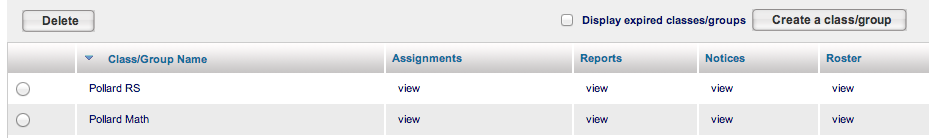 Delete Display expired classes/groups Create a class/group
Class/Group Name Assignments Reports Notices Roster
Pollard RS view view view view
Pollard Math view view view view